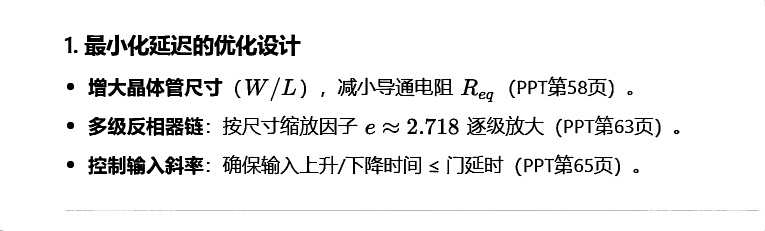 1. 最小化延迟的优化设计
• 增大晶体管尺寸（W/L），减小导通电阻 R_eq（PPT第58页）。
• 多级反相器链：按尺寸缩放因子 e ≈ 2.718 逐级放大（PPT第63页）。
• 控制输入斜率：确保输入上升/下降时间 ≤ 门延时（PPT第65页）。